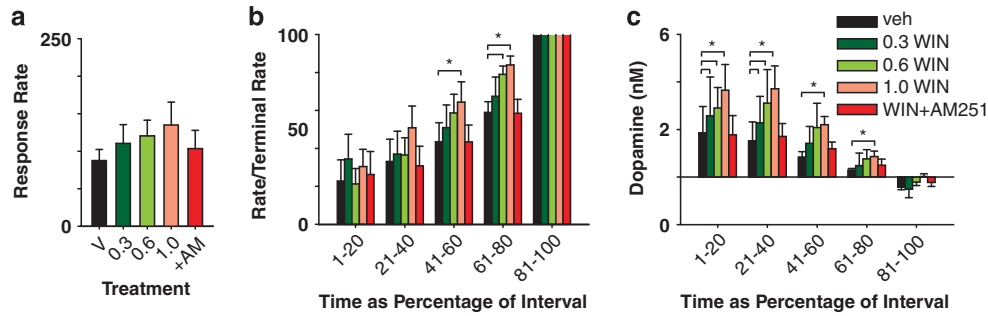 a
250
0
Response Rate
V
0.3
0.6
1.0
+AM
Treatment
b
100
50
0
Rate/Terminal Rate
*
*
1-20
21-40
41-60
61-80
81-100
Time as Percentage of Interval
c
6
4
2
0
Dopamine (nM)
*
*
*
*
veh
0.3 WIN
0.6 WIN
1.0 WIN
WIN+AM251
1-20
21-40
41-60
61-80
81-100
Time as Percentage of Interval